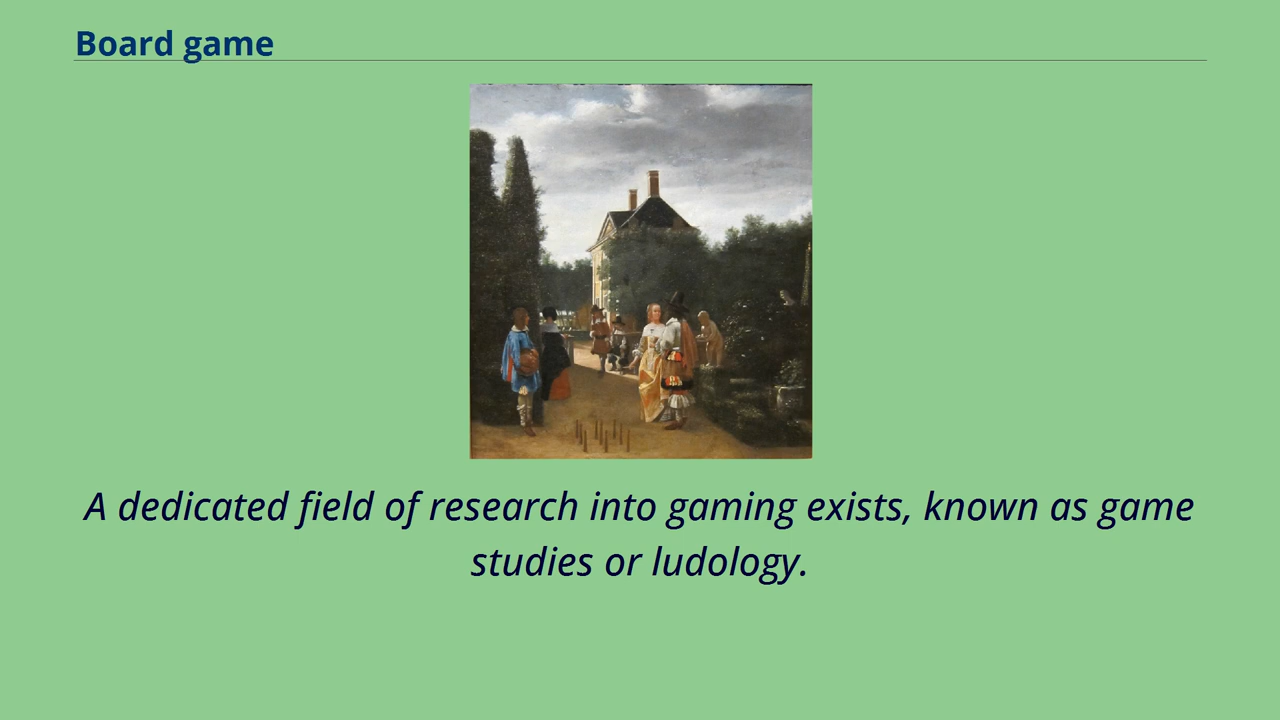 Board game
A dedicated field of research into gaming exists, known as game
studies or ludology.